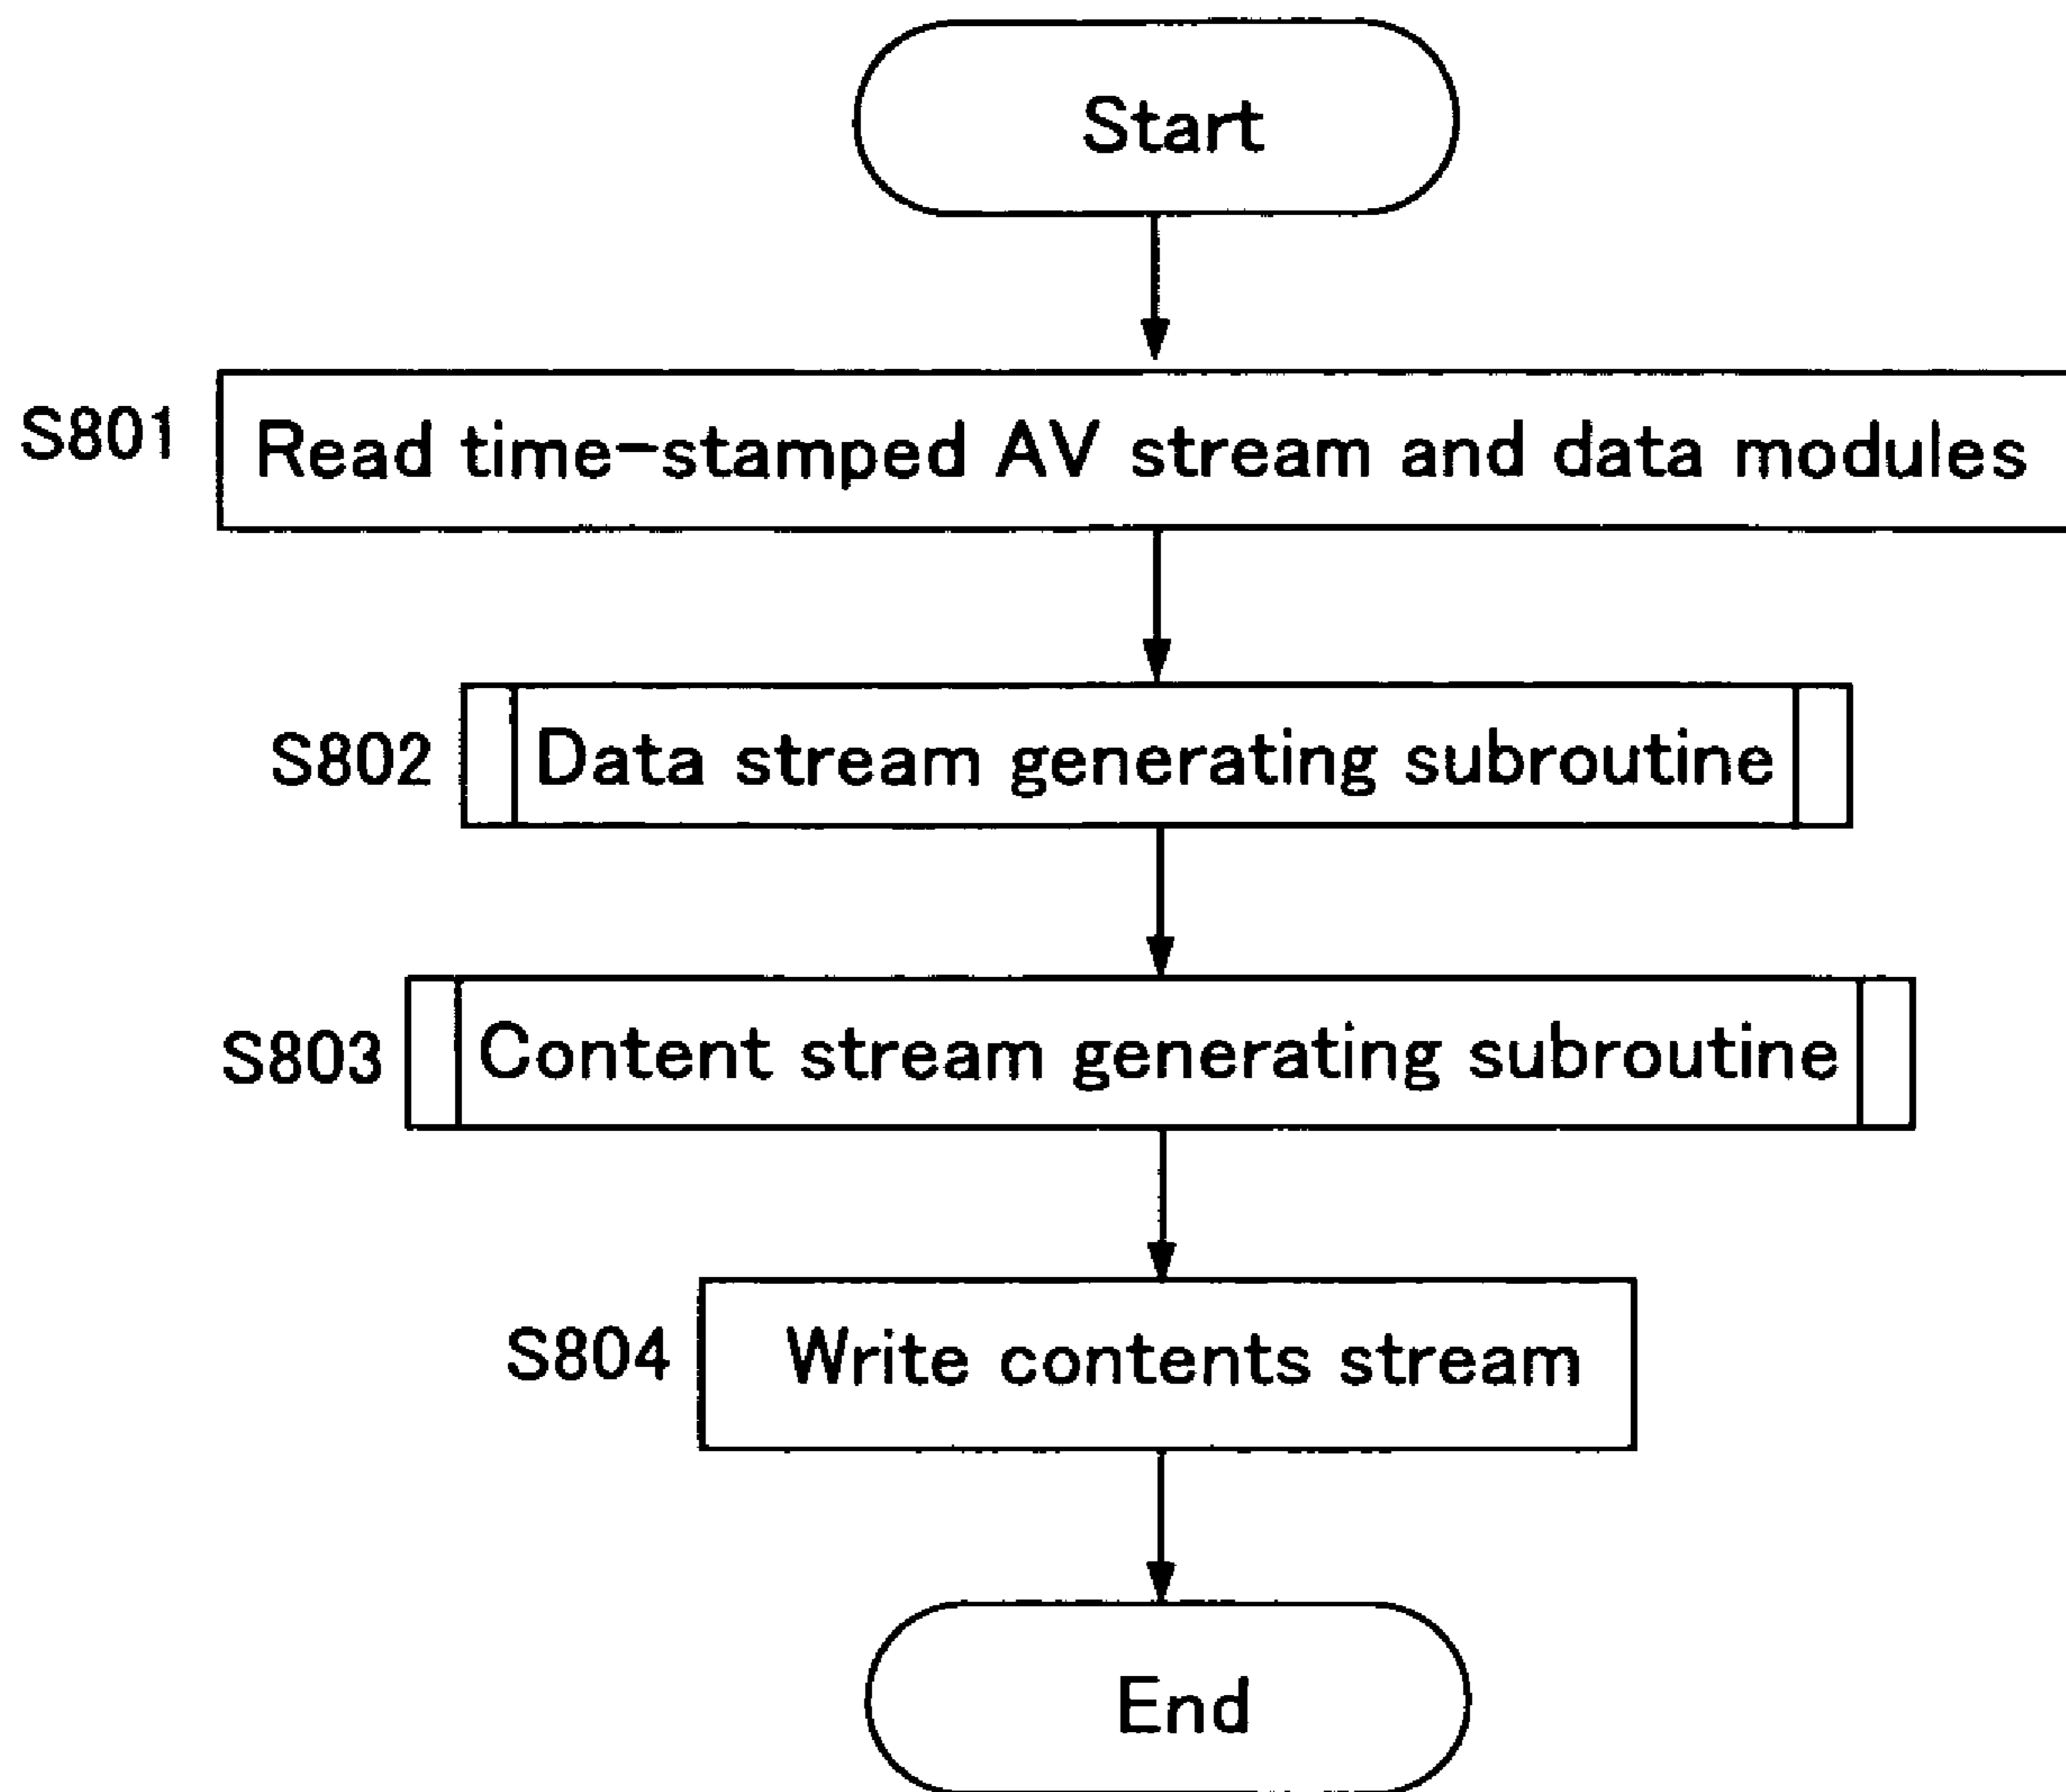 Start
S801 Read time-stamped AV stream and data modules
S802 Data stream generating subroutine
S803 Content stream generating subroutine
S804 Write contents stream
End